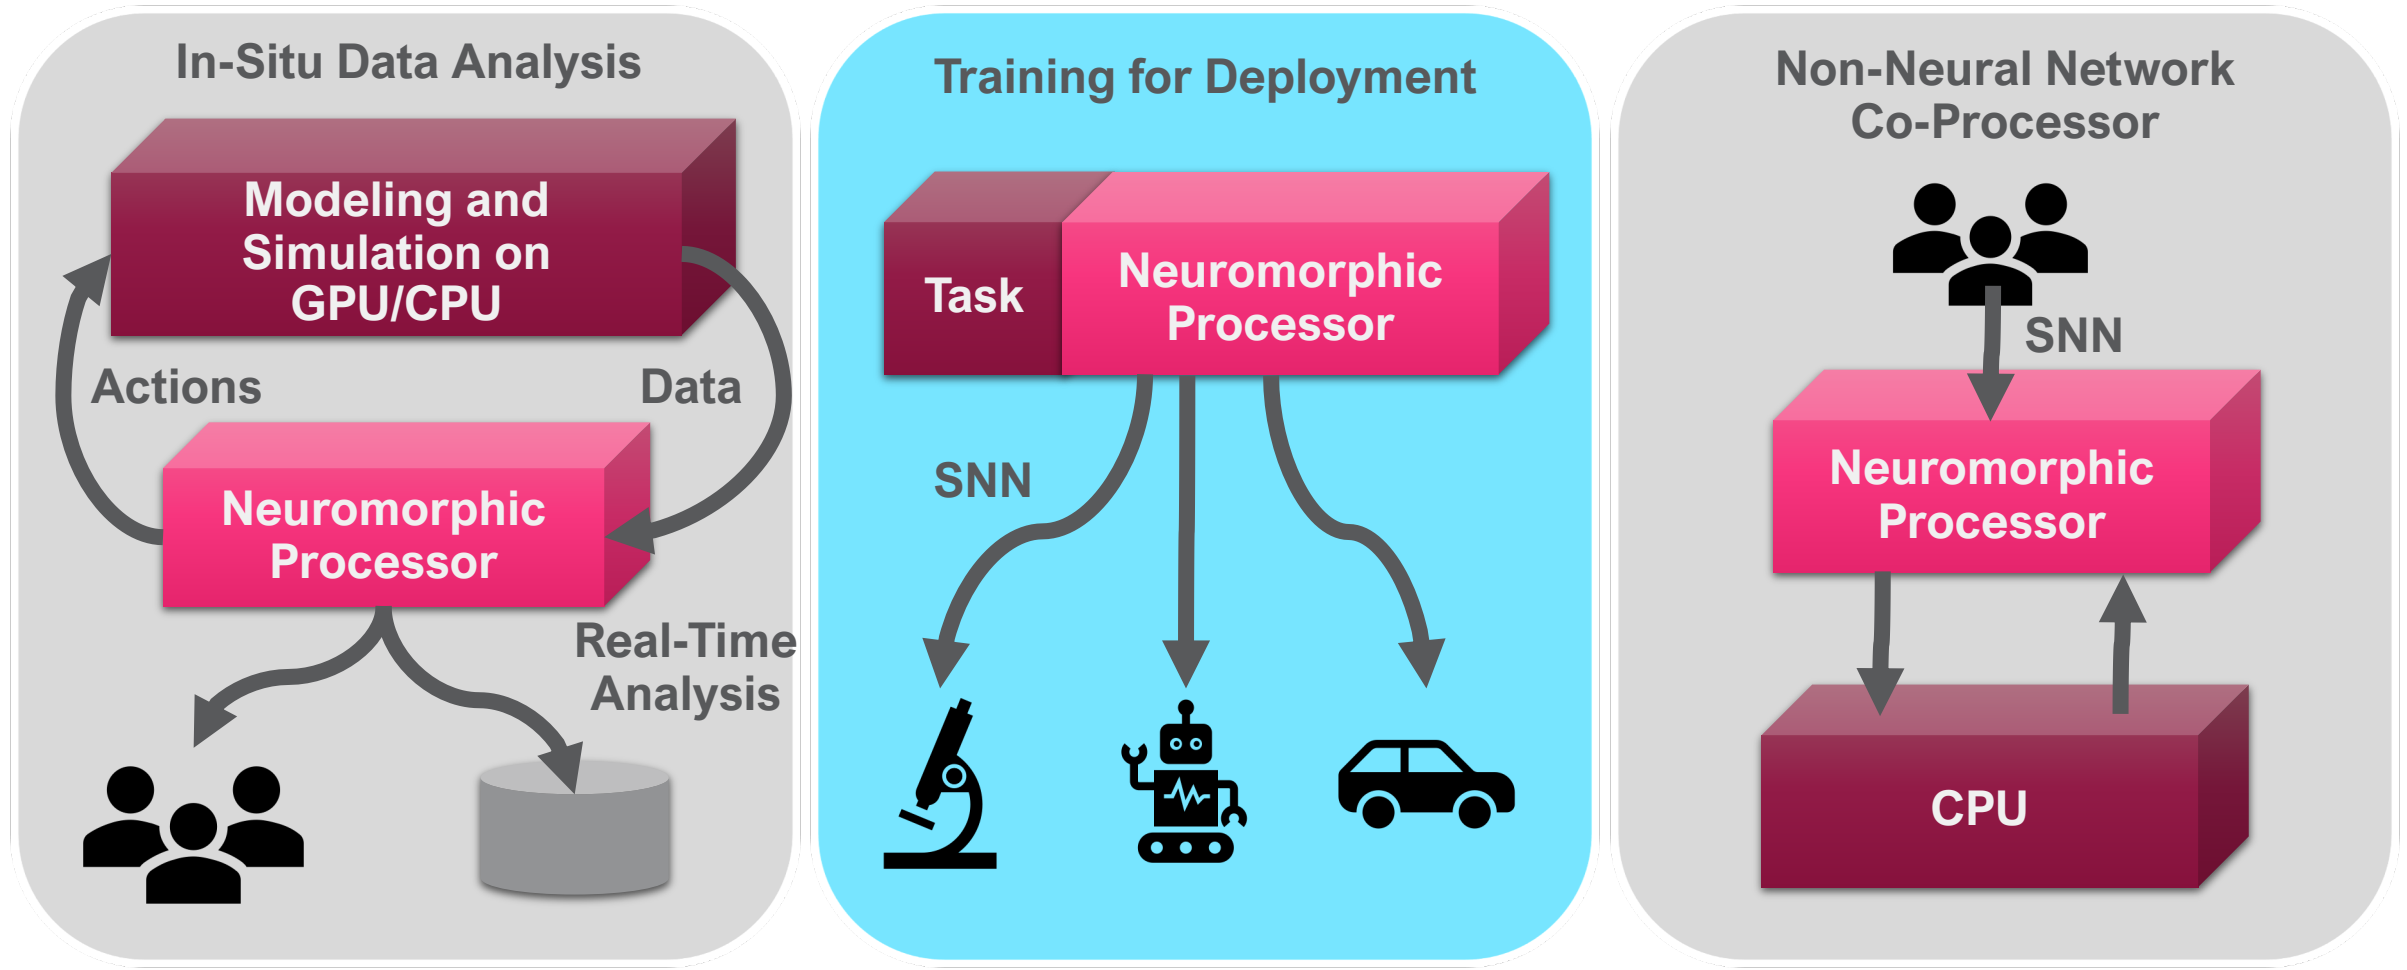 In-Situ Data Analysis
Modeling and
Simulation on
GPU/CPU
Actions
Data
Neuromorphic
Processor
Real-Time
Analysis
Training for Deployment
Task
Neuromorphic
Processor
SNN
Non-Neural Network
Co-Processor
SNN
Neuromorphic
Processor
CPU